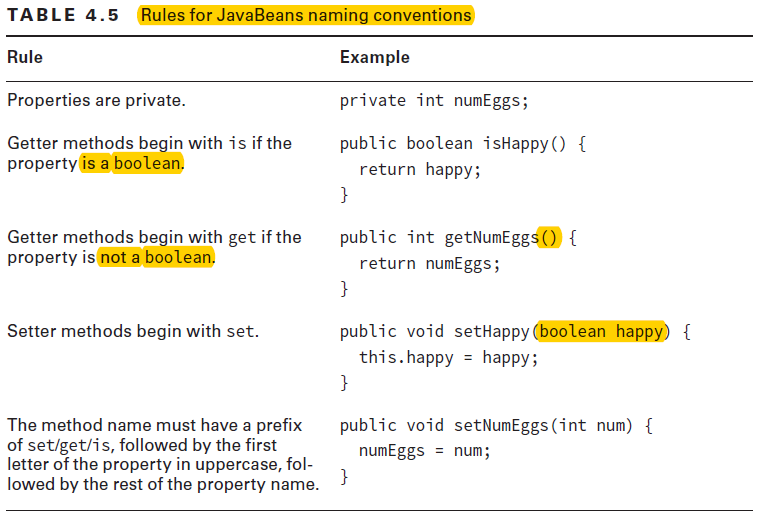 TABLE 4.5 Rules for JavaBeans naming conventions
Rule Example
Properties are private. private int numEggs;
Getter methods begin with is if the
property is a boolean.
public boolean isHappy() {
return happy;
}
Getter methods begin with get if the
property is not a boolean.
public int getNumEggs() {
return numEggs;
}
Setter methods begin with set. public void setHappy(boolean happy) {
this.happy = happy;
}
The method name must have a prefix
of set/get/is, followed by the first
letter of the property in uppercase, fol-
lowed by the rest of the property name.
public void setNumEggs(int num) {
numEggs = num;
}